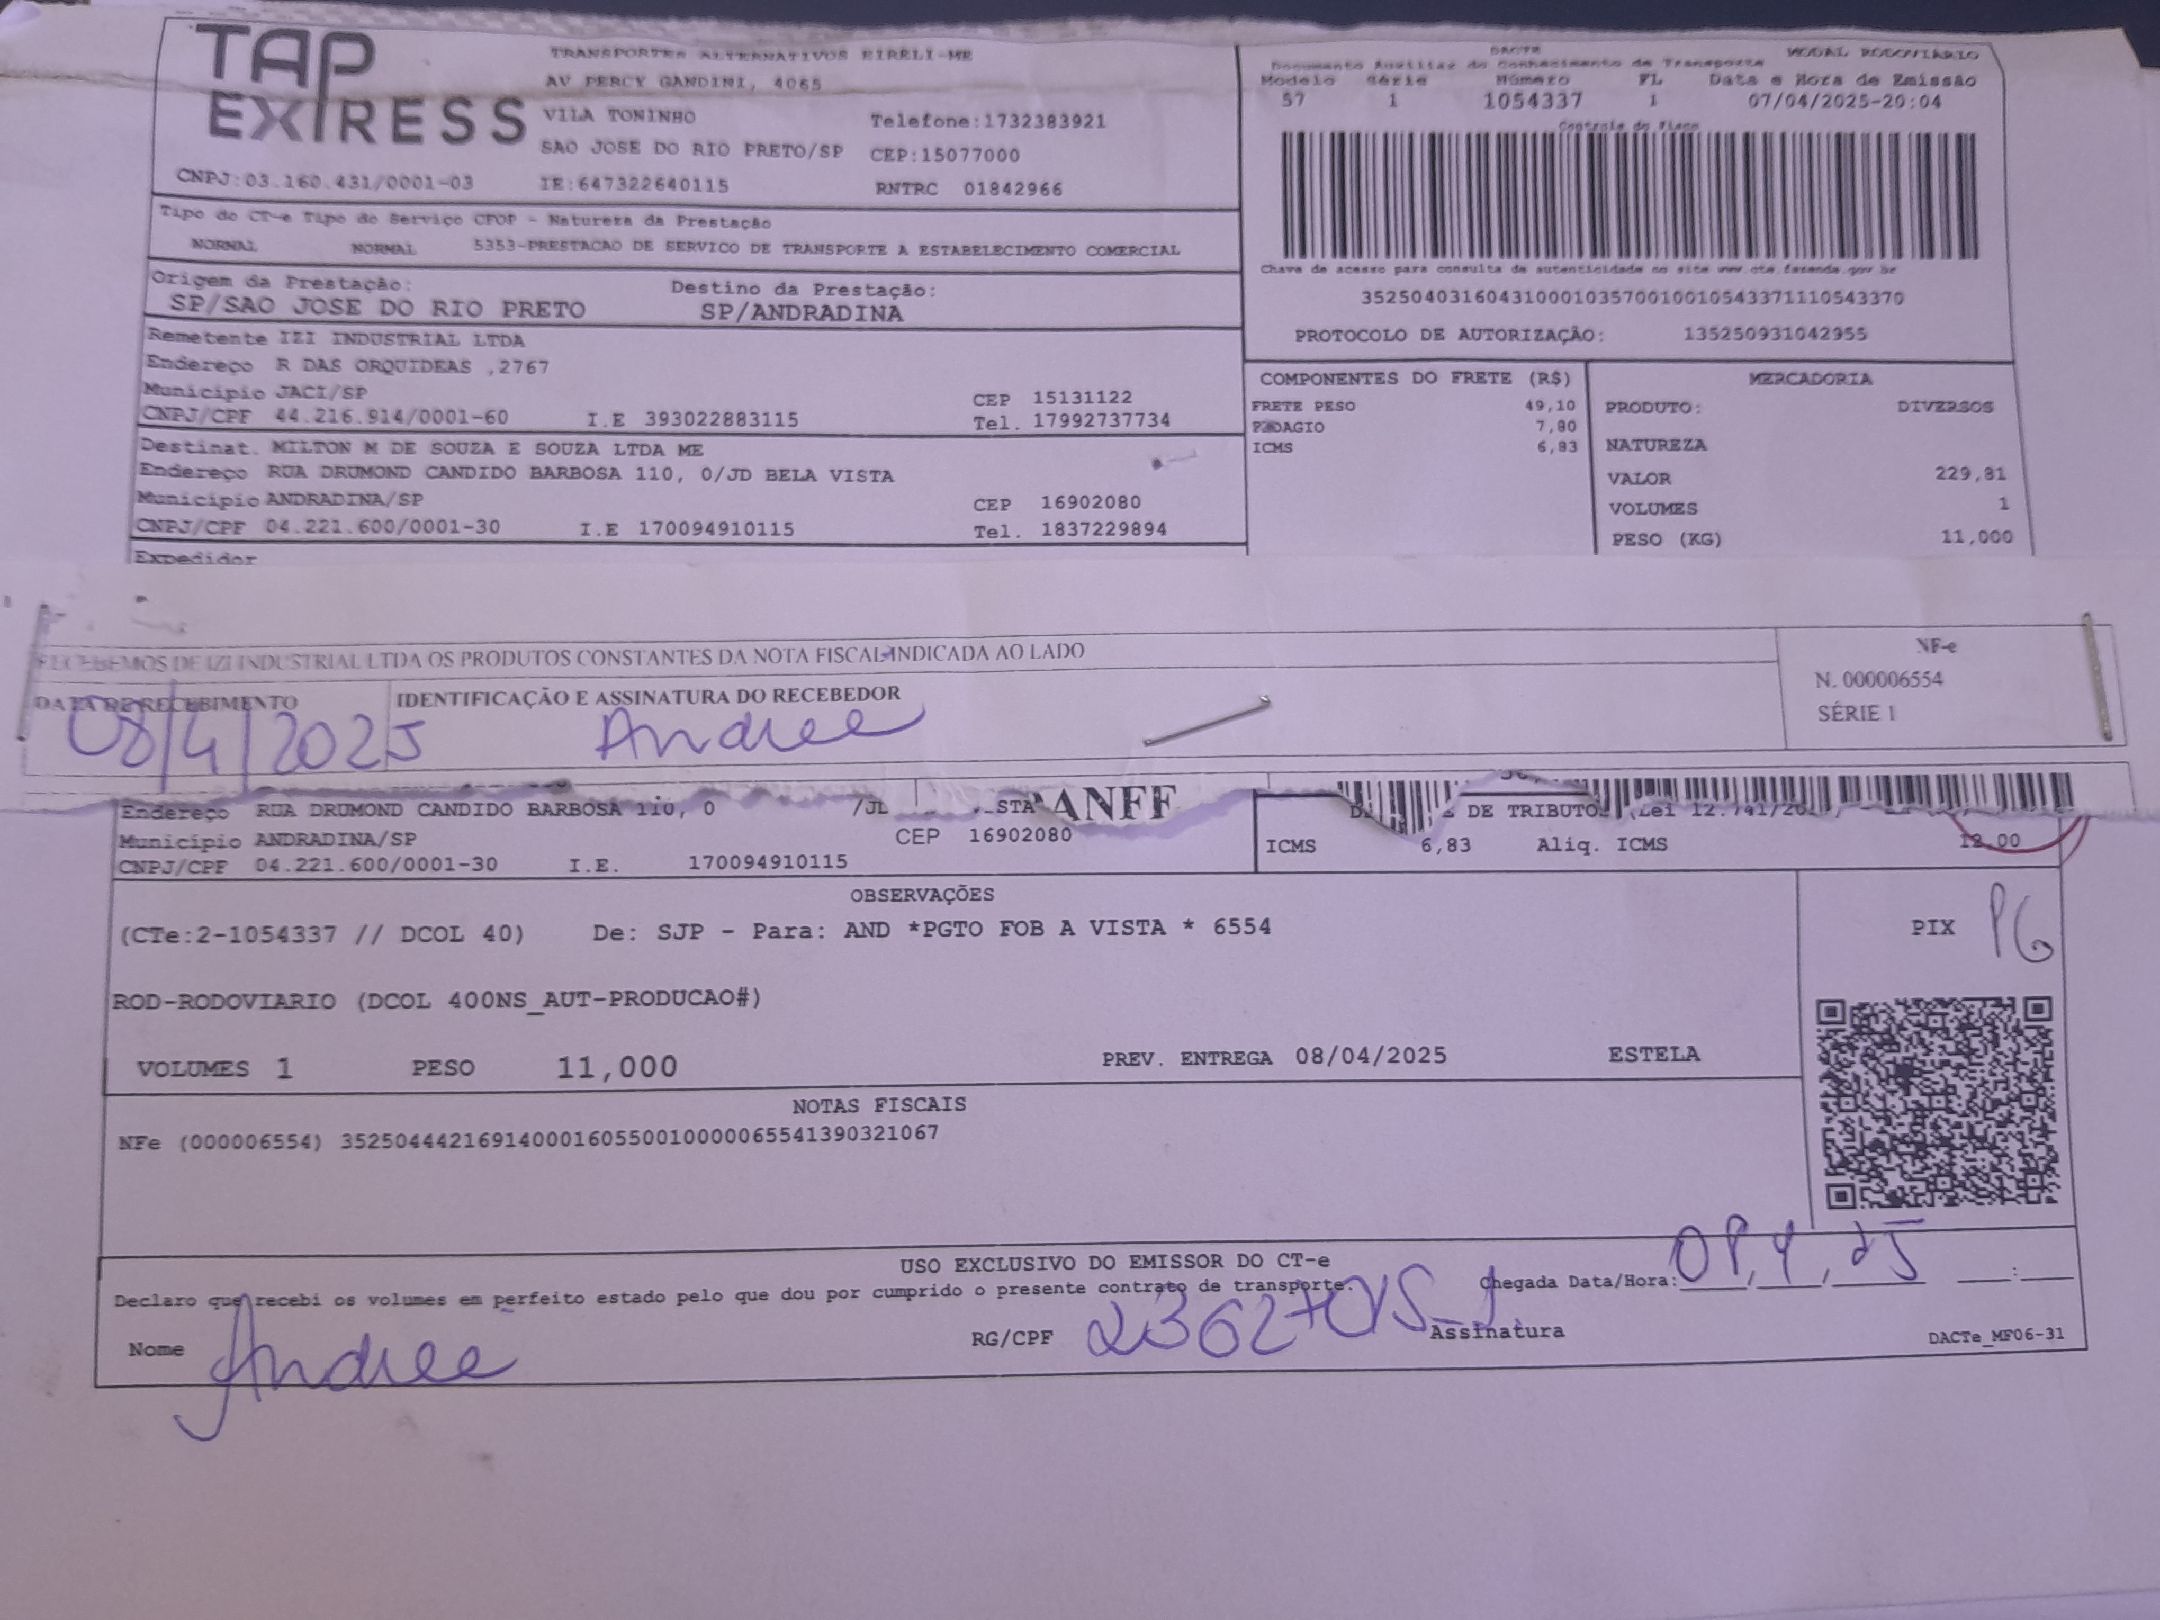 TAP EXPRESS
TRANSPORTES ALTERNATIVOS EIRELI-ME
AV PERCY GANDINI, 4065
VILA TONINHO Telefone:1732383921
SAO JOSE DO RIO PRETO/SP CEP:15077000
CNPJ:03.160.431/0001-03 IE:647322640115 RNTRC 01842966
Tipo do CT-e Tipo do Serviço CFOP - Natureza da Prestação
NORMAL NORMAL 5353-PRESTACAO DE SERVICO DE TRANSPORTE A ESTABELECIMENTO COMERCIAL
Origem da Prestação: Destino da Prestação:
SP/SAO JOSE DO RIO PRETO SP/ANDRADINA
Remetente IZI INDUSTRIAL LTDA
Endereço R DAS ORQUIDEAS ,2767
Município JACI/SP CEP 15131122
CNPJ/CPF 44.216.914/0001-60 I.E 393022883115 Tel. 17992737734
Destinat. MILTON M DE SOUZA E SOUZA LTDA ME
Endereço RUA DRUMOND CANDIDO BARBOSA 110, 0/JD BELA VISTA
Município ANDRADINA/SP CEP 16902080
CNPJ/CPF 04.221.600/0001-30 I.E 170094910115 Tel. 1837229894
Expedidor
DACTE MODAL RODOVIÁRIO
Documento Auxiliar do Conhecimento de Transporte
Modelo Série Número FL Data e Hora de Emissão
57 1 1054337 1 07/04/2025-20:04
Controle do Fisco
Chave de acesso para consulta de autenticidade no site www.cte.fazenda.gov.br
35250403160431000103570010010543371110543370
PROTOCOLO DE AUTORIZAÇÃO: 135250931042955
COMPONENTES DO FRETE (R$)
FRETE PESO 49,10
PEDAGIO 7,80
ICMS 6,83
MERCADORIA
PRODUTO: DIVERSOS
NATUREZA
VALOR 229,81
VOLUMES 1
PESO (KG) 11,000
RECEBEMOS DE IZI INDUSTRIAL LTDA OS PRODUTOS CONSTANTES DA NOTA FISCAL INDICADA AO LADO
DATA DE RECEBIMENTO IDENTIFICAÇÃO E ASSINATURA DO RECEBEDOR
08/4/2025 Andree
NF-e
N. 000006554
SÉRIE 1
Endereço RUA DRUMOND CANDIDO BARBOSA 110, 0
Município ANDRADINA/SP CEP 16902080
CNPJ/CPF 04.221.600/0001-30 I.E. 170094910115
DE TRIBUTO
ICMS 6,83 Aliq. ICMS 12.00
OBSERVAÇÕES
(CTe:2-1054337 // DCOL 40) De: SJP - Para: AND *PGTO FOB A VISTA * 6554
ROD-RODOVIARIO (DCOL 400NS_AUT-PRODUCAO#)
VOLUMES 1 PESO 11,000 PREV. ENTREGA 08/04/2025 ESTELA
PIX PG
NOTAS FISCAIS
NFe (000006554) 35250444216914000160550010000065541390321067
USO EXCLUSIVO DO EMISSOR DO CT-e
Declaro que recebi os volumes em perfeito estado pelo que dou por cumprido o presente contrato de transporte. Chegada Data/Hora: 08,4,25 :
Nome Andree RG/CPF Assinatura
DACTe_MF06-31